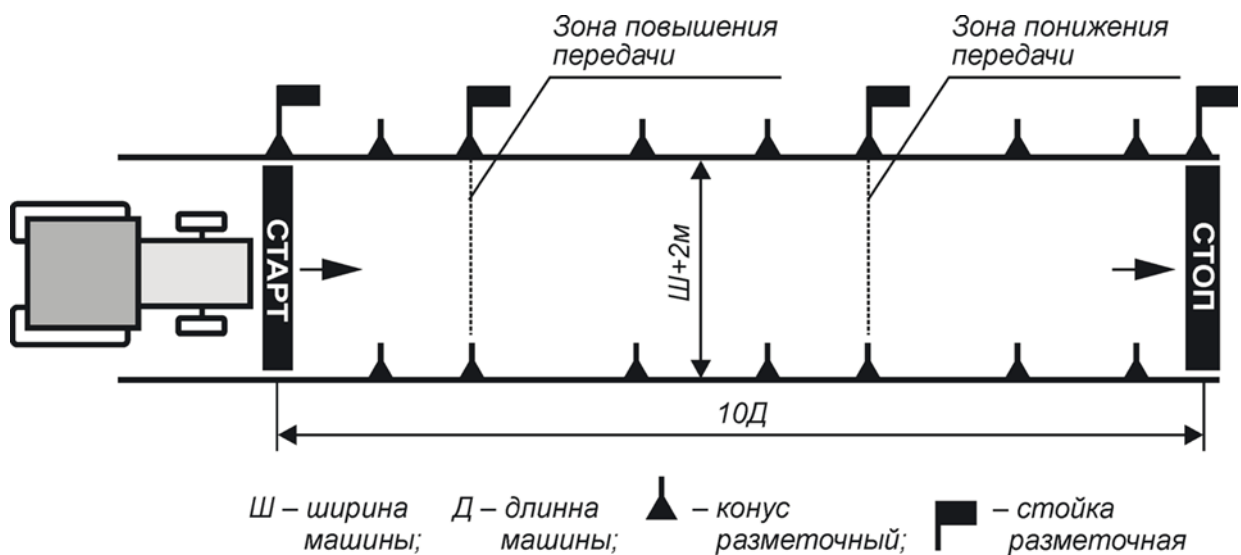 Зона повышения
передачи
Зона понижения
передачи
СТАРТ
Ш+2м
СТОП
10Д
Ш – ширина
машины;
Д – длинна
машины;
– конус
разметочный;
– стойка
разметочная